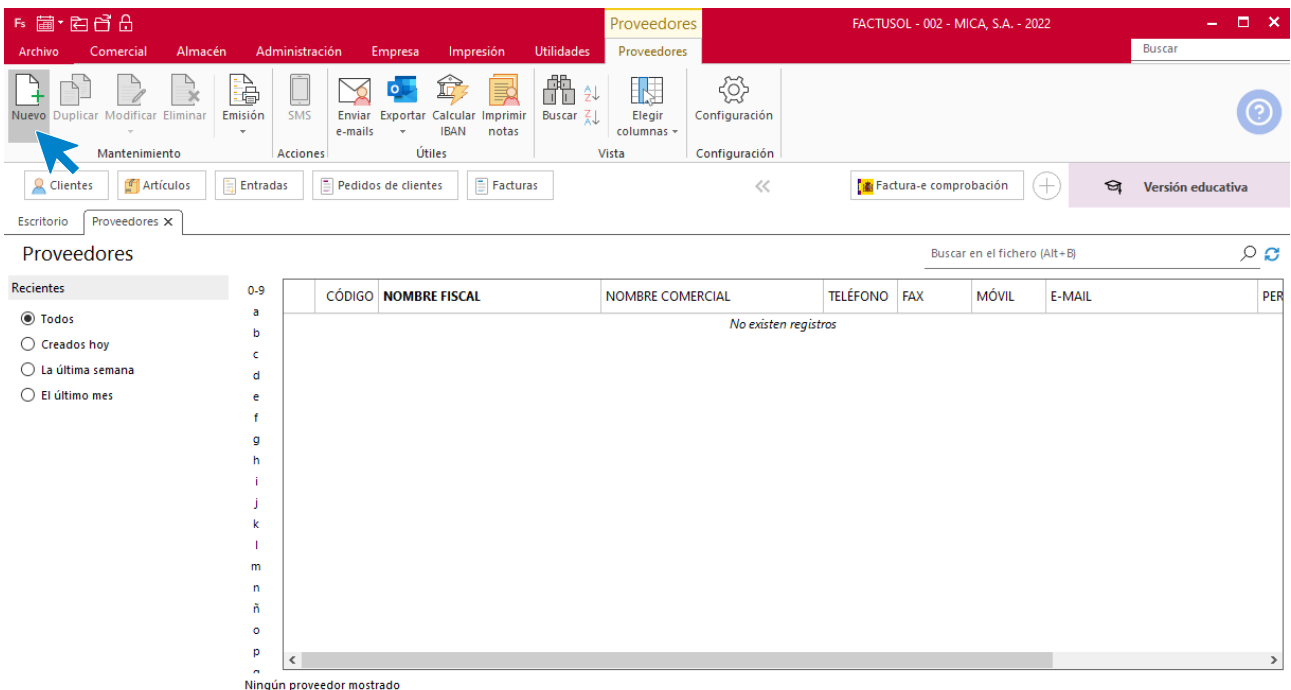 Fs
Proveedores
FACTUSOL - 002 - MICA, S.A. - 2022
Archivo Comercial Almacén Administración Empresa Impresión Utilidades Proveedores Buscar
Nuevo Duplicar Modificar Eliminar Emisión SMS Enviar e-mails Exportar Calcular IBAN Imprimir notas Buscar Elegir columnas Configuración
Mantenimiento Acciones Útiles Vista Configuración
Clientes Artículos Entradas Pedidos de clientes Facturas Factura-e comprobación Versión educativa
Escritorio Proveedores
Proveedores Buscar en el fichero (Alt+B)
Recientes
Todos
Creados hoy
La última semana
El último mes
0-9
a
b
c
d
e
f
g
h
i
j
k
l
m
n
ñ
o
p
CÓDIGO NOMBRE FISCAL NOMBRE COMERCIAL TELÉFONO FAX MÓVIL E-MAIL PER
No existen registros
Ningún proveedor mostrado